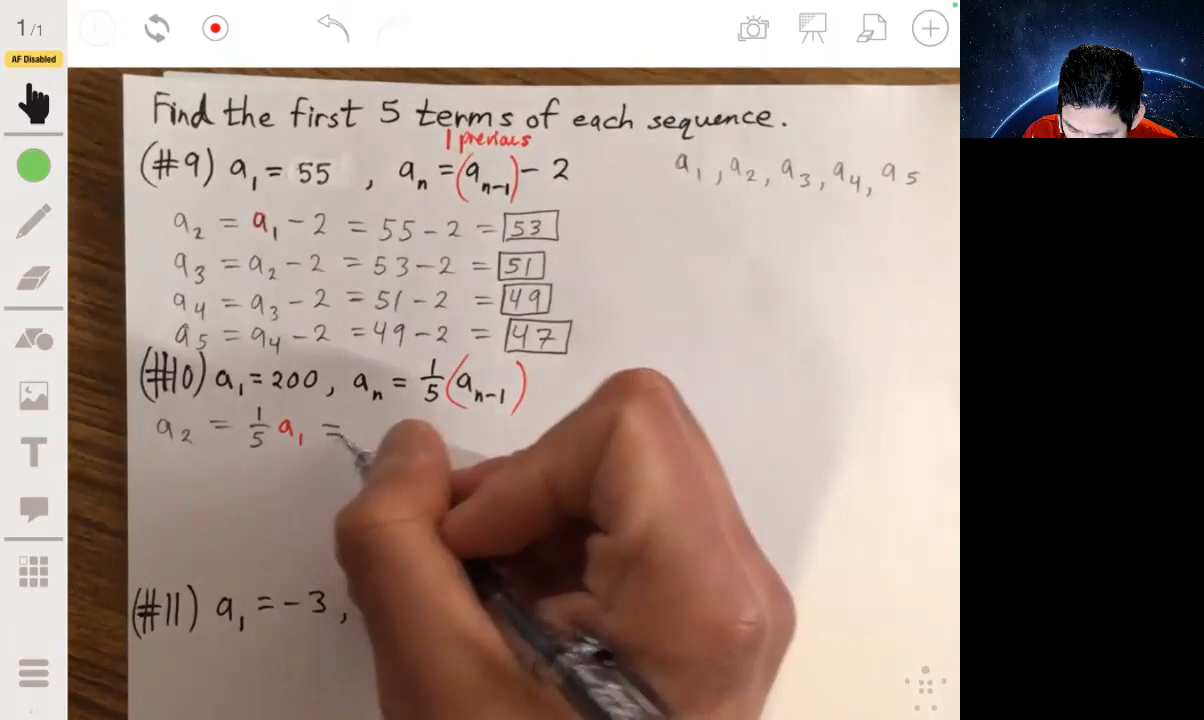 1/1
AF Disabled
Find the first 5 terms of each sequence.
1 previous
(#9) a₁ = 55 , aₙ = (aₙ₋₁) - 2
a₁, a₂, a₃, a₄, a₅
a₂ = a₁ - 2 = 55 - 2 = 53
a₃ = a₂ - 2 = 53 - 2 = 51
a₄ = a₃ - 2 = 51 - 2 = 49
a₅ = a₄ - 2 = 49 - 2 = 47
(#10) a₁ = 200, aₙ = 1/5 (aₙ₋₁)
a₂ = 1/5 a₁ =
(#11) a₁ = -3,
T